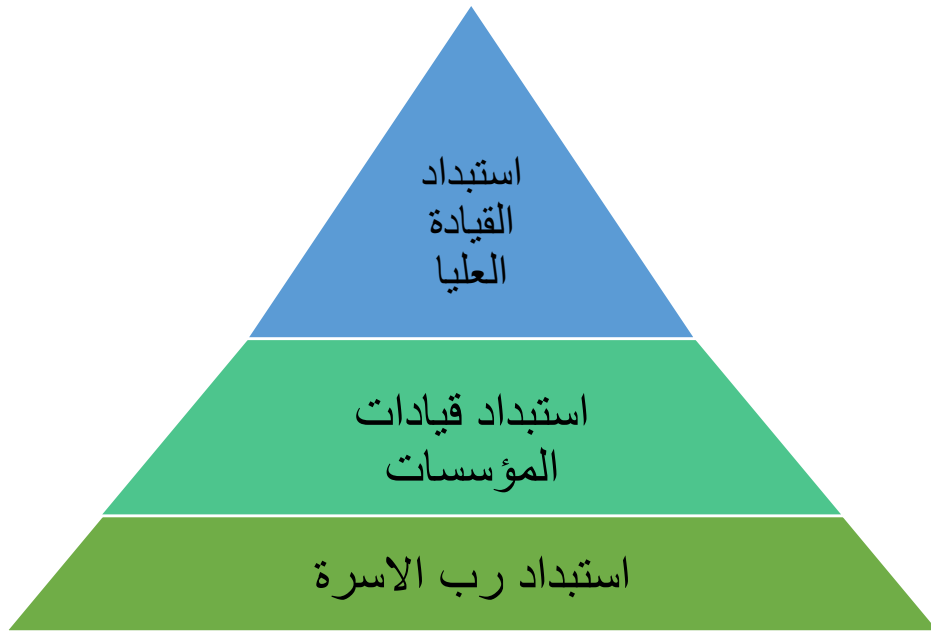 استبداد
القيادة
العليا
استبداد قيادات
المؤسسات
استبداد رب الاسرة